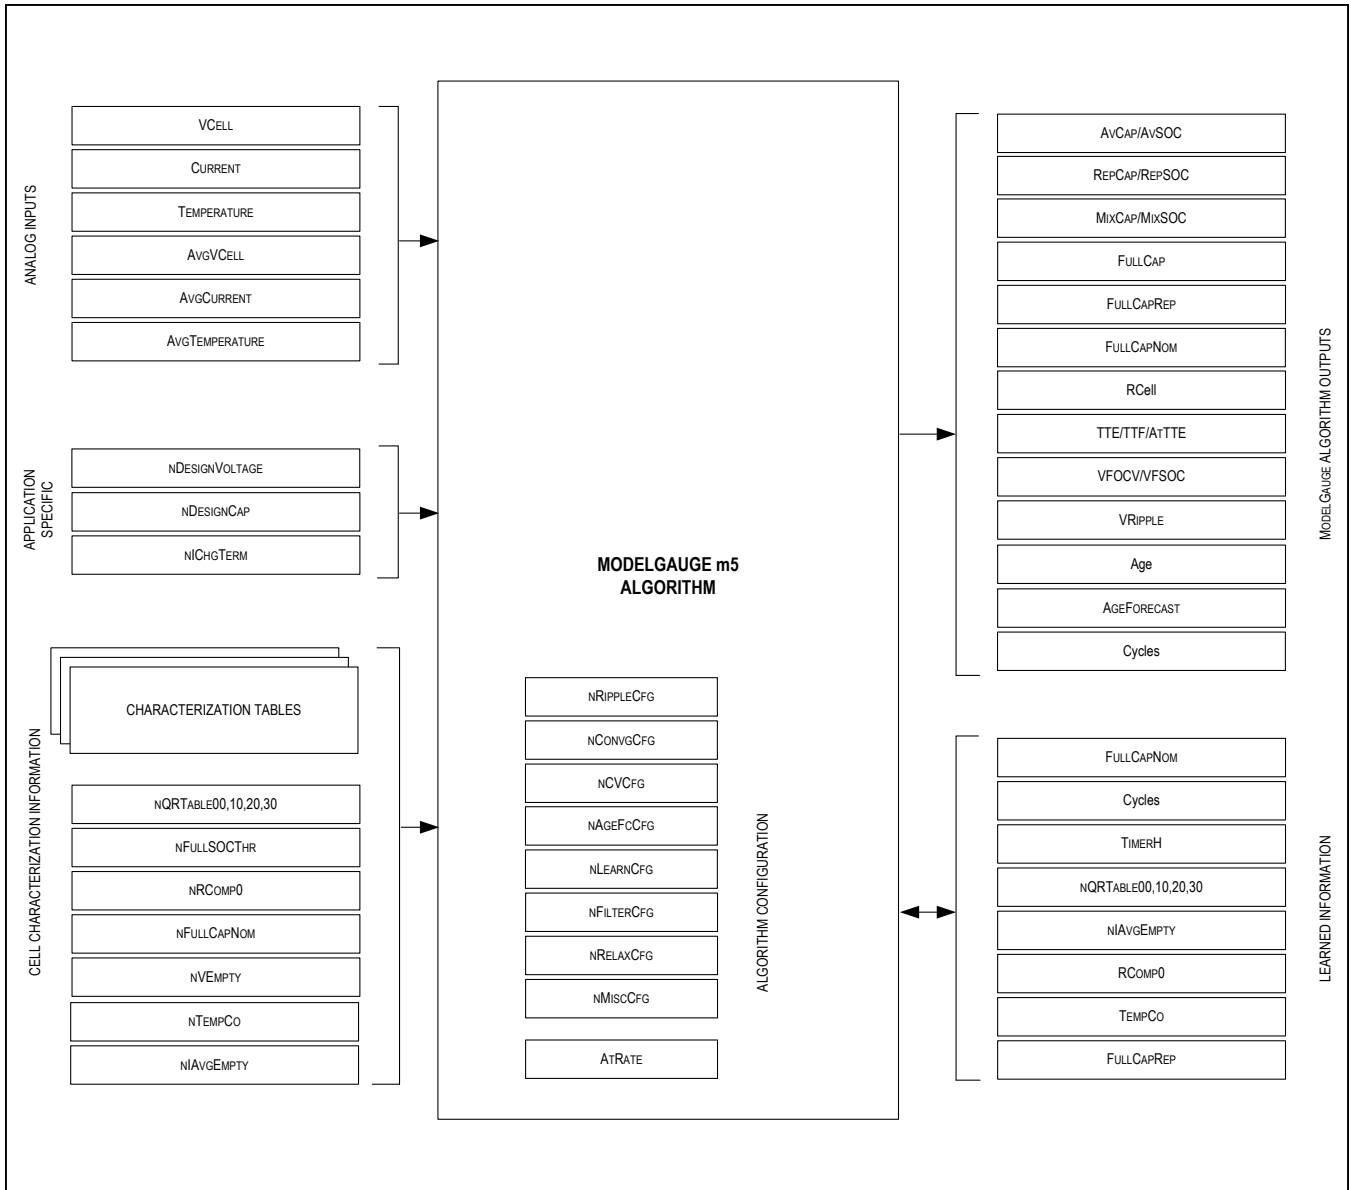 ANALOG INPUTS
VCELL
CURRENT
TEMPERATURE
AVGVCELL
AVGCURRENT
AVGTEMPERATURE
APPLICATION
SPECIFIC
NDESIGNVOLTAGE
NDESIGNCAP
NICHGTERM
CELL CHARACTERIZATION INFORMATION
CHARACTERIZATION TABLES
NQRTABLE00,10,20,30
NFULLSOCTHR
NRCOMP0
NFULLCAPNOM
NVEMPTY
NTEMPCO
NIAVGEMPTY
MODELGAUGE m5
ALGORITHM
NRIPPLECFG
NCONVGCFG
NCVCFG
NAGEFCCFG
NLEARNCFG
NFILTERCFG
NRELAXCFG
NMISCCFG
ATRATE
ALGORITHM CONFIGURATION
AVCAP/AVSOC
REPCAP/REPSOC
MIXCAP/MIXSOC
FULLCAP
FULLCAPREP
FULLCAPNOM
RCell
TTE/TTF/ATTTE
VFOCV/VFSOC
VRIPPLE
Age
AGEFORECAST
Cycles
MODELGAUGE ALGORITHM OUTPUTS
FULLCAPNOM
Cycles
TIMERH
NQRTABLE00,10,20,30
NIAVGEMPTY
RCOMP0
TEMPCO
FULLCAPREP
LEARNED INFORMATION